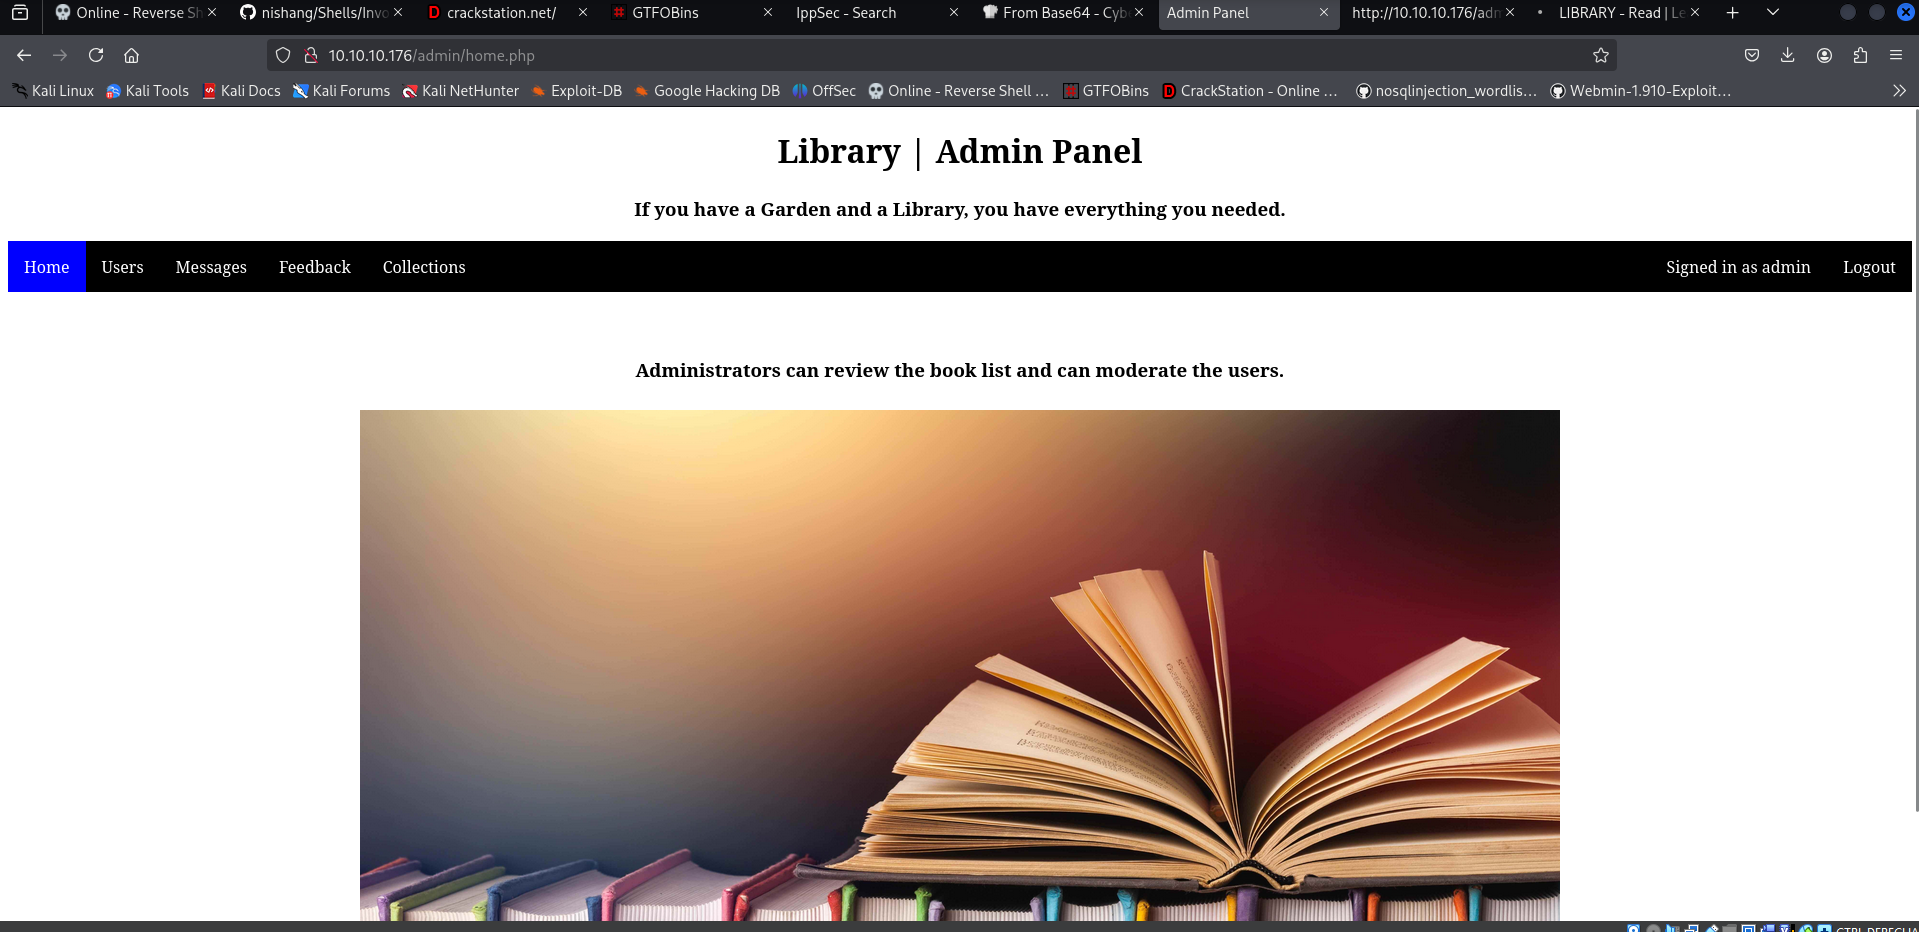 Online - Reverse Sh
nishang/Shells/Invo
crackstation.net/
GTFOBins
IppSec - Search
From Base64 - Cybe
Admin Panel
http://10.10.10.176/adm
LIBRARY - Read | Le
10.10.10.176/admin/home.php
Kali Linux
Kali Tools
Kali Docs
Kali Forums
Kali NetHunter
Exploit-DB
Google Hacking DB
OffSec
Online - Reverse Shell …
GTFOBins
CrackStation - Online …
nosqlinjection_wordlis…
Webmin-1.910-Exploit…
Library | Admin Panel
If you have a Garden and a Library, you have everything you needed.
Home
Users
Messages
Feedback
Collections
Signed in as admin
Logout
Administrators can review the book list and can moderate the users.
CTRL DERECHA